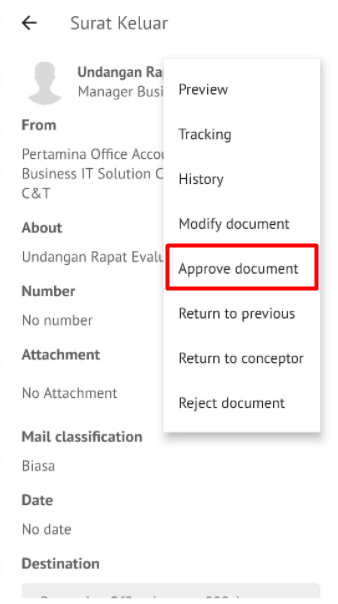 Surat Keluar
Undangan Ra
Manager Busi
From
Pertamina Office Accou
Business IT Solution C
C&T
About
Undangan Rapat Evalu
Number
No number
Attachment
No Attachment
Mail classification
Biasa
Date
No date
Destination
Preview
Tracking
History
Modify document
Approve document
Return to previous
Return to conceptor
Reject document